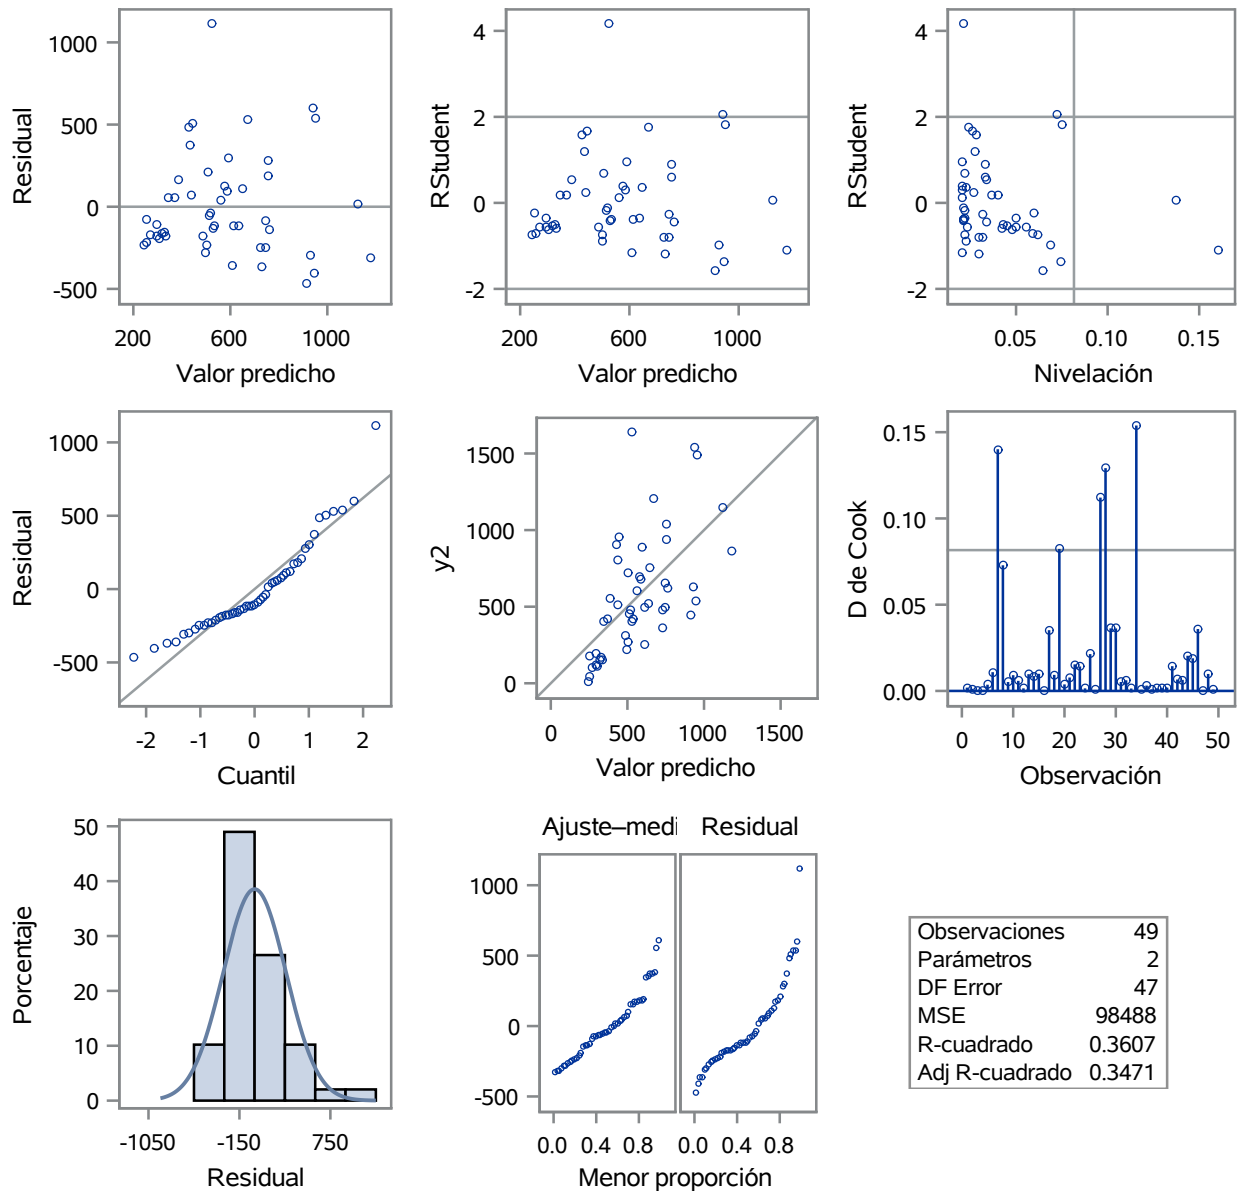 1000
500
0
-500
Residual
200
600
1000
Valor predicho
4
2
0
-2
RStudent
200
600
1000
Valor predicho
4
2
0
-2
RStudent
0.05
0.10
0.15
Nivelación
1000
500
0
-500
Residual
-2
-1
0
1
2
Cuantil
1500
1000
500
0
y2
0
500
1000
1500
Valor predicho
0.15
0.10
0.05
0.00
D de Cook
0
10
20
30
40
50
Observación
50
40
30
20
10
0
Porcentaje
-1050
-150
750
Residual
Ajuste–medi
Residual
1000
500
0
-500
0.0
0.4
0.8
0.0
0.4
0.8
Menor proporción
Observaciones 49
Parámetros 2
DF Error 47
MSE 98488
R-cuadrado 0.3607
Adj R-cuadrado 0.3471